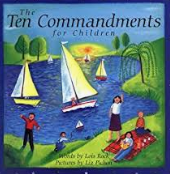 The
Ten Commandments
for Children
Words by Lois Rock
Pictures by Liz Pichon